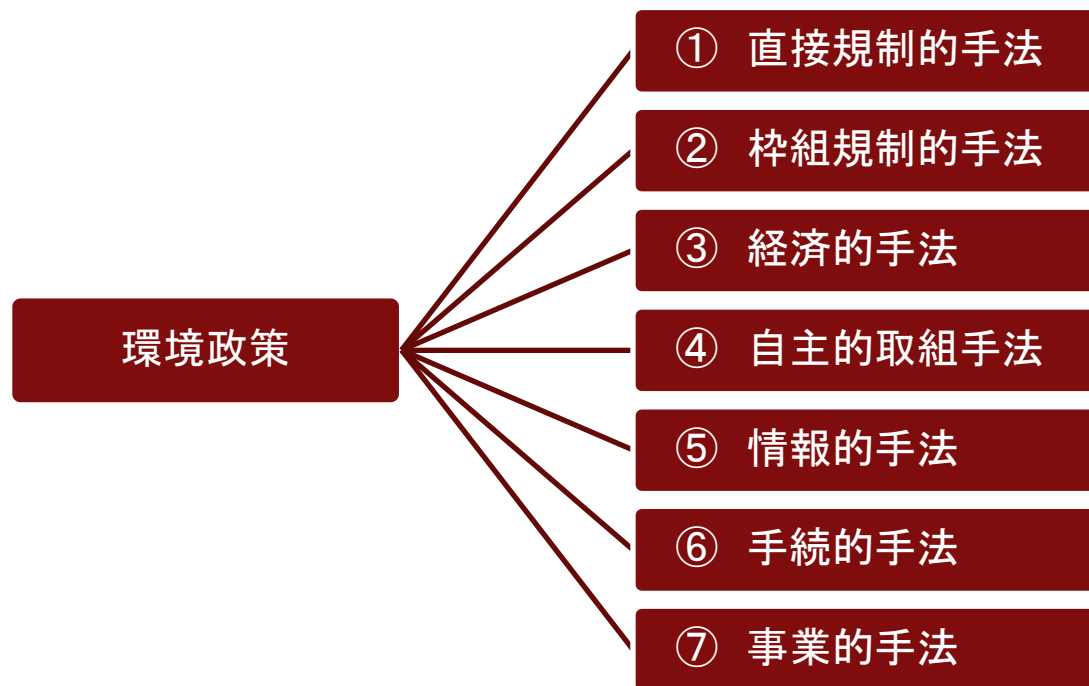 ① 直接規制的手法
② 枠組規制的手法
③ 経済的手法
環境政策
④ 自主的取組手法
⑤ 情報的手法
⑥ 手続的手法
⑦ 事業的手法